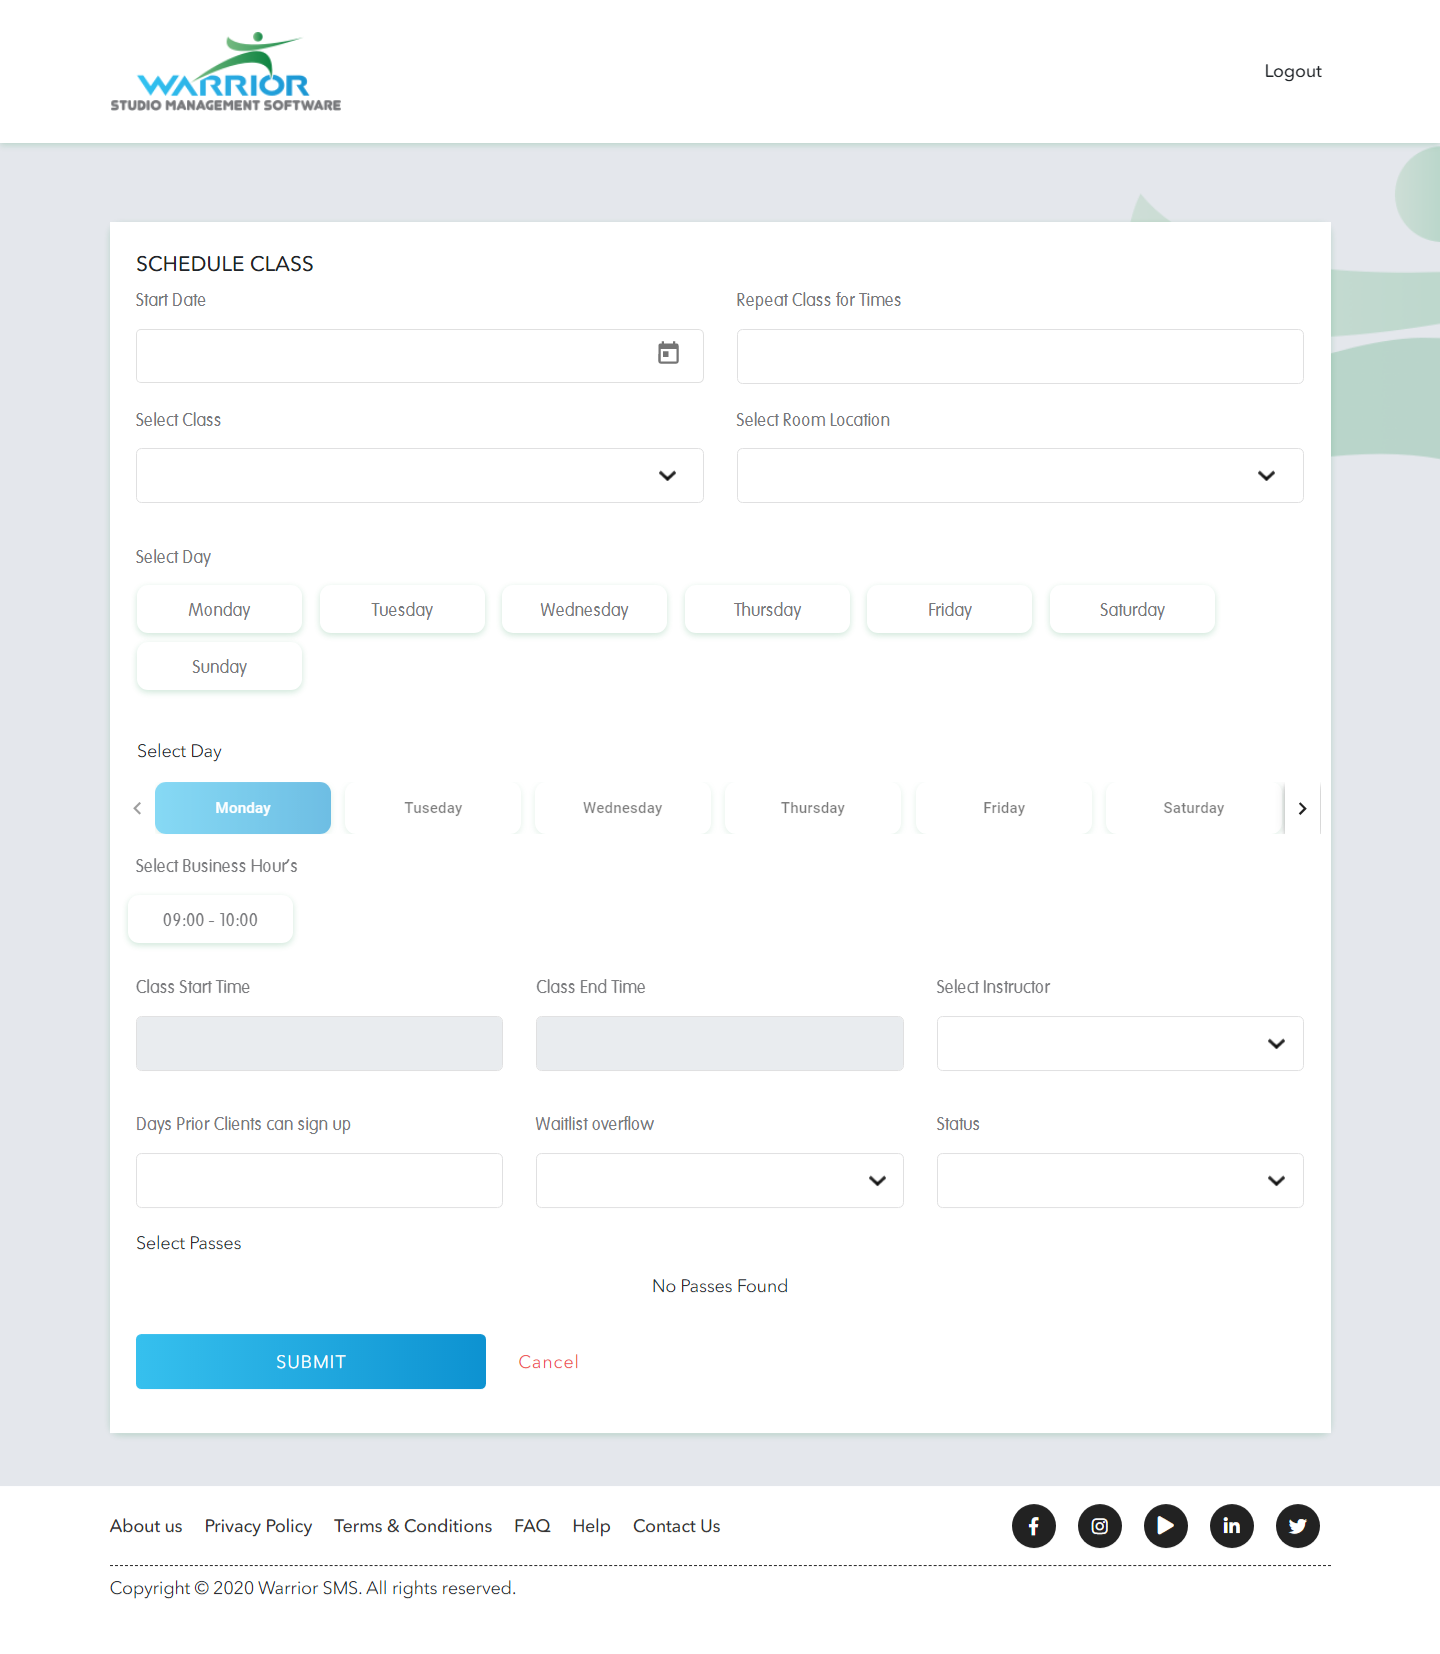 WARRIOR
STUDIO MANAGEMENT SOFTWARE
Logout
SCHEDULE CLASS
Start Date
Repeat Class for Times
Select Class
Select Room Location
Select Day
Monday
Tuesday
Wednesday
Thursday
Friday
Saturday
Sunday
Select Day
Monday
Tuseday
Wednesday
Thursday
Friday
Saturday
Select Business Hour's
09:00 - 10:00
Class Start Time
Class End Time
Select Instructor
Days Prior Clients can sign up
Waitlist overflow
Status
Select Passes
No Passes Found
SUBMIT
Cancel
About us
Privacy Policy
Terms & Conditions
FAQ
Help
Contact Us
Copyright © 2020 Warrior SMS. All rights reserved.